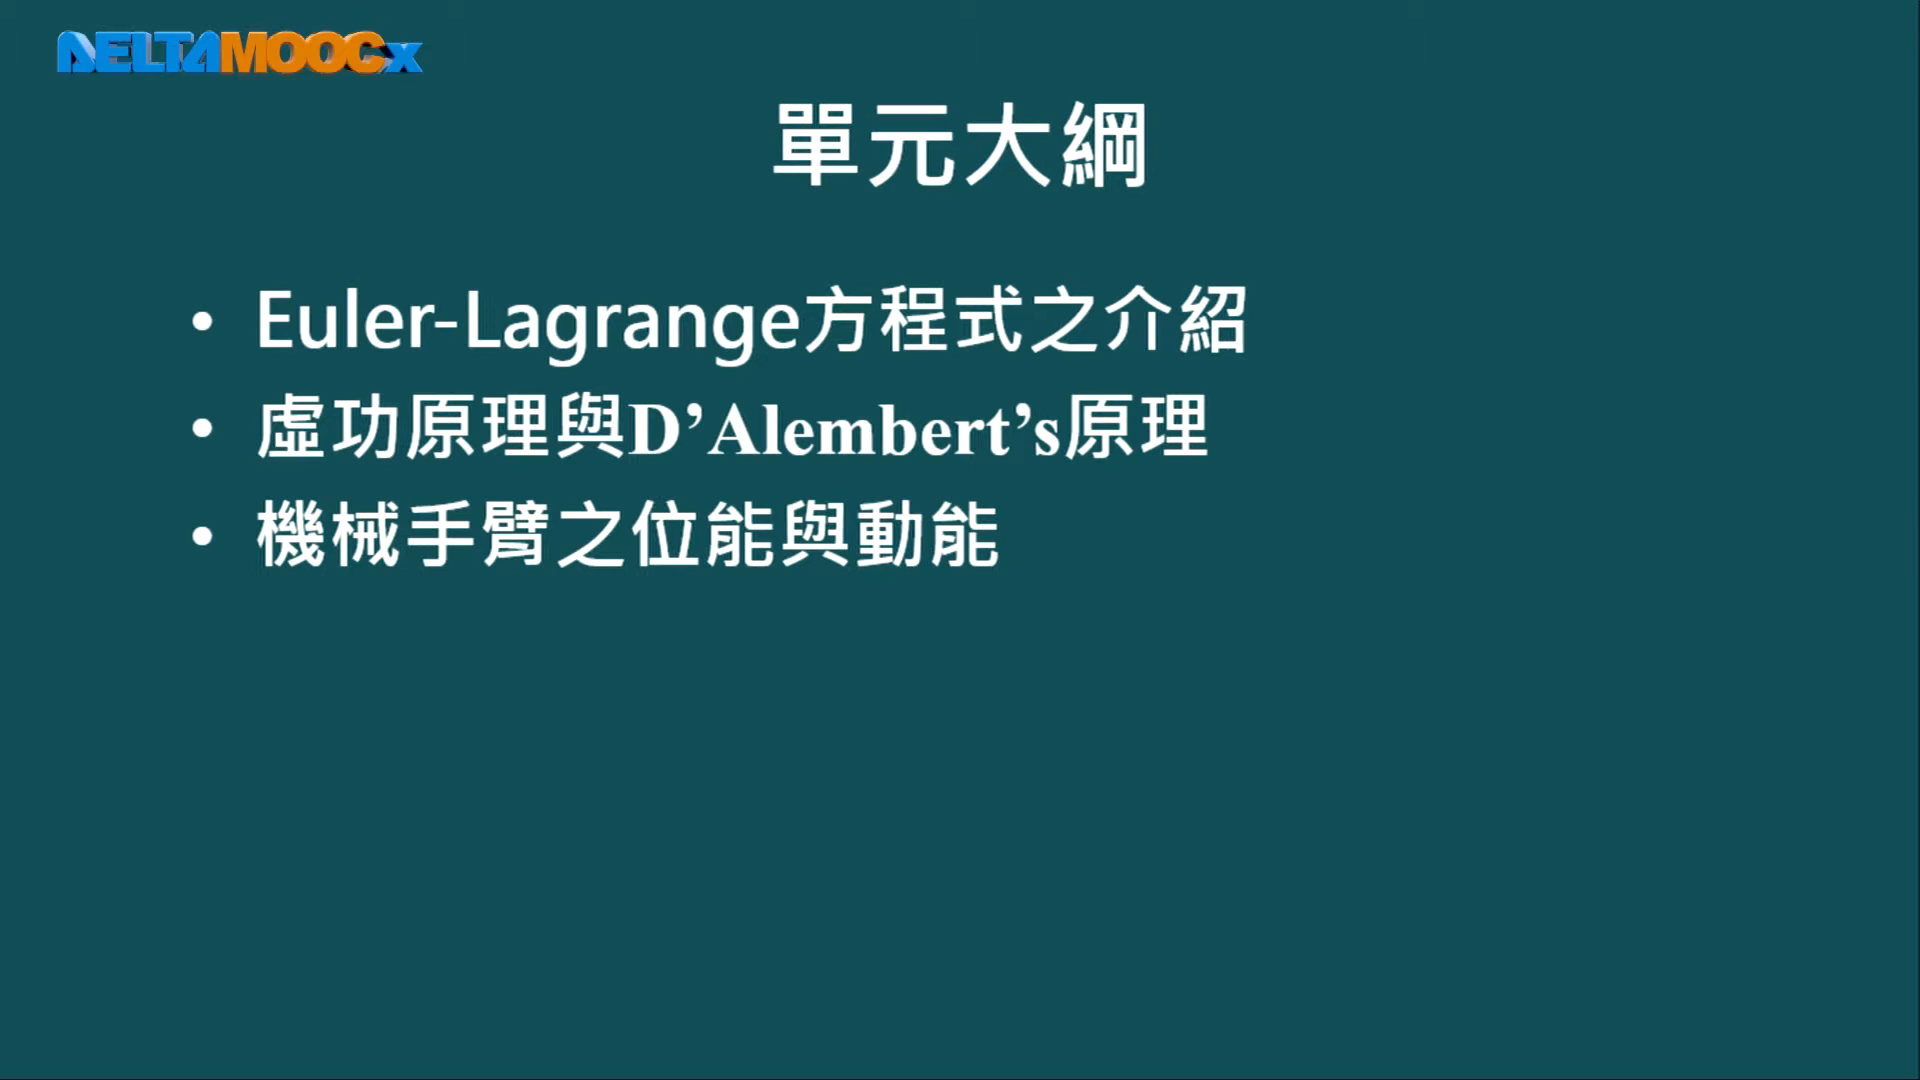 DELTAMOOCx
單元大綱
• Euler-Lagrange方程式之介紹
• 虛功原理與D’Alembert’s原理
• 機械手臂之位能與動能